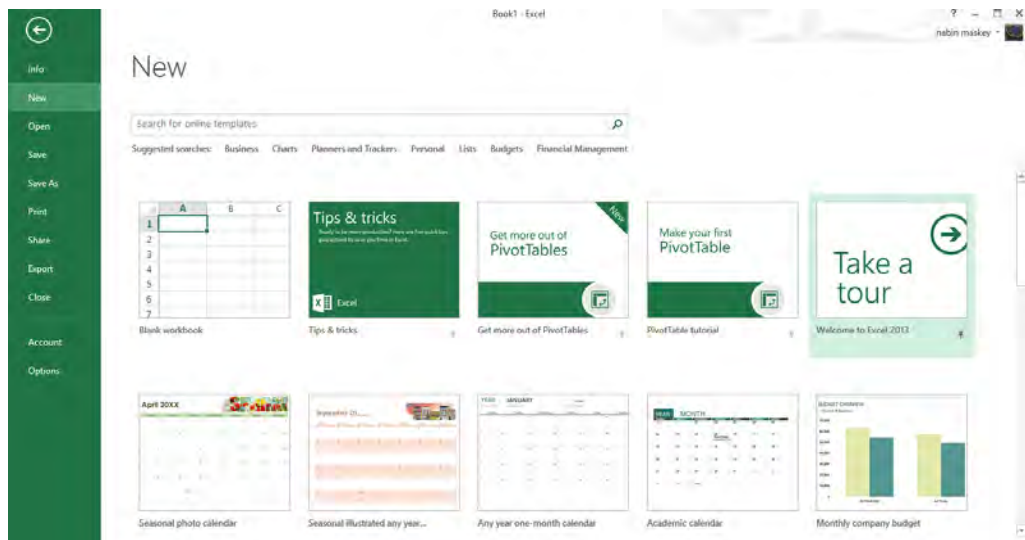 Book1 - Excel
?
nabin maskey
Info
New
Open
Save
Save As
Print
Share
Export
Close
Account
Options
New
Search for online templates
Suggested searches: Business Charts Planners and Trackers Personal Lists Budgets Financial Management
A B C
1
2
3
4
5
6
7
Blank workbook
Tips & tricks
Excel
Tips & tricks
New
Get more out of
PivotTables
Get more out of PivotTables
Make your first
PivotTable
PivotTable tutorial
Take a
tour
Welcome to Excel 2013
April 20XX
Seasonal photo calendar
Seasonal illustrated any year...
YEAR JANUARY
Any year one-month calendar
YEAR MONTH
Academic calendar
BUDGET OVERVIEW
Monthly company budget